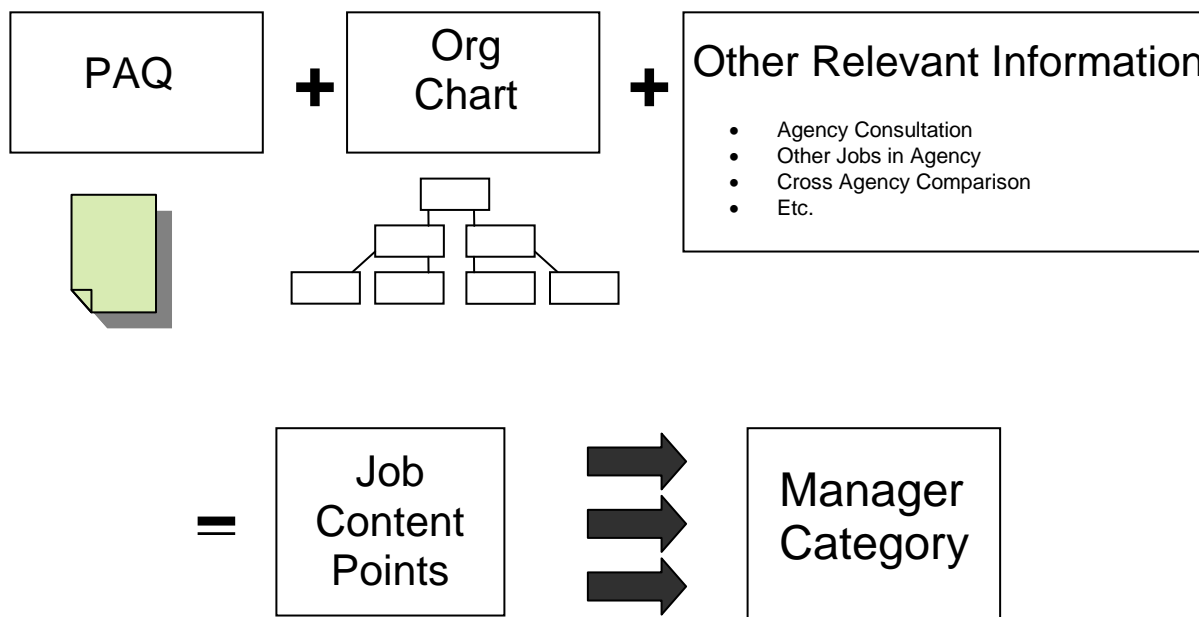 PAQ
+
Org
Chart
+
Other Relevant Information
• Agency Consultation
• Other Jobs in Agency
• Cross Agency Comparison
• Etc.
=
Job
Content
Points
Manager
Category